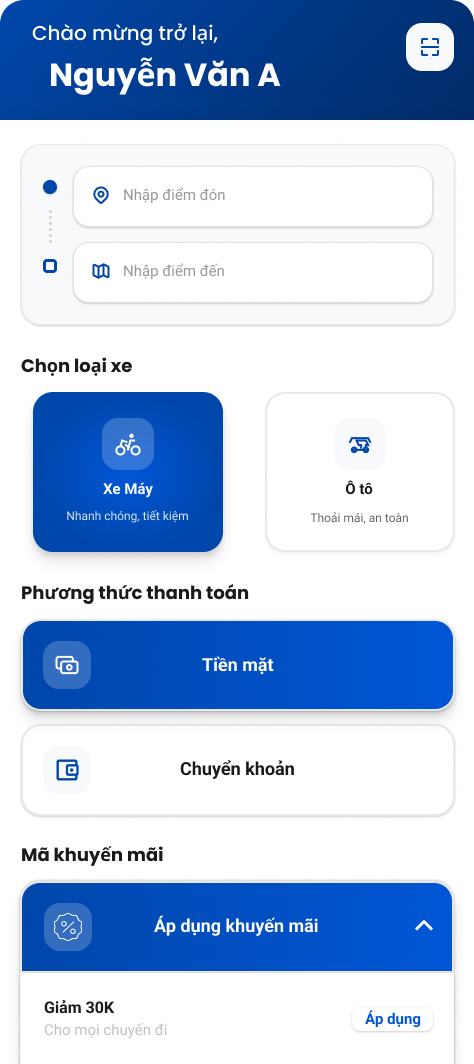 Chào mừng trở lại,
Nguyễn Văn A
Nhập điểm đón
Nhập điểm đến
Chọn loại xe
Xe Máy
Nhanh chóng, tiết kiệm
Ô tô
Thoải mái, an toàn
Phương thức thanh toán
Tiền mặt
Chuyển khoản
Mã khuyến mãi
Áp dụng khuyến mãi
Giảm 30K
Cho mọi chuyến đi
Áp dụng